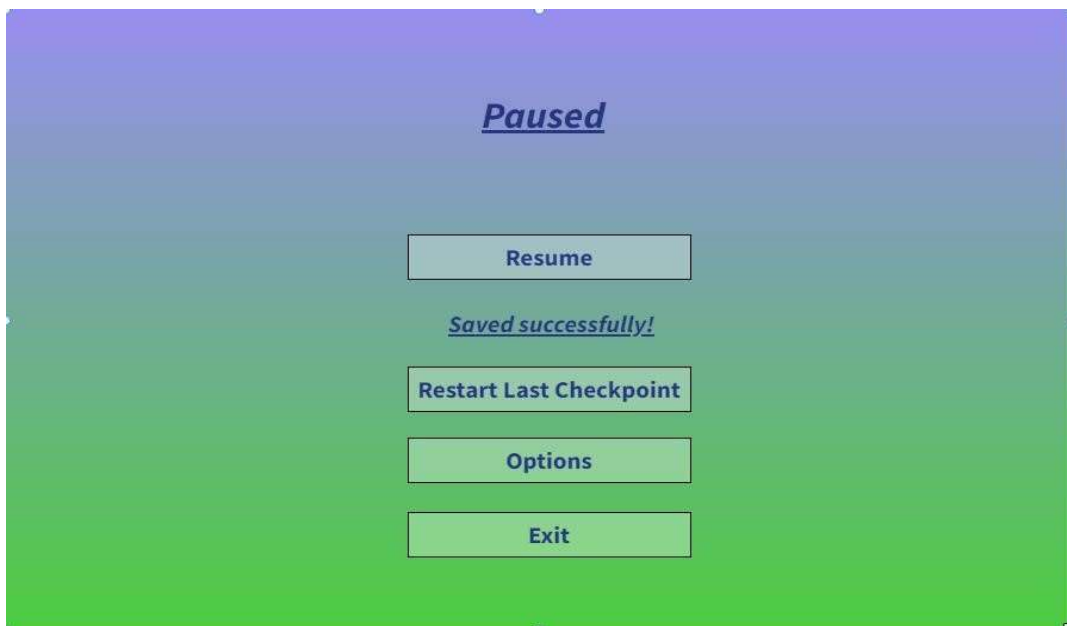 Paused
Resume
Saved successfully!
Restart Last Checkpoint
Options
Exit